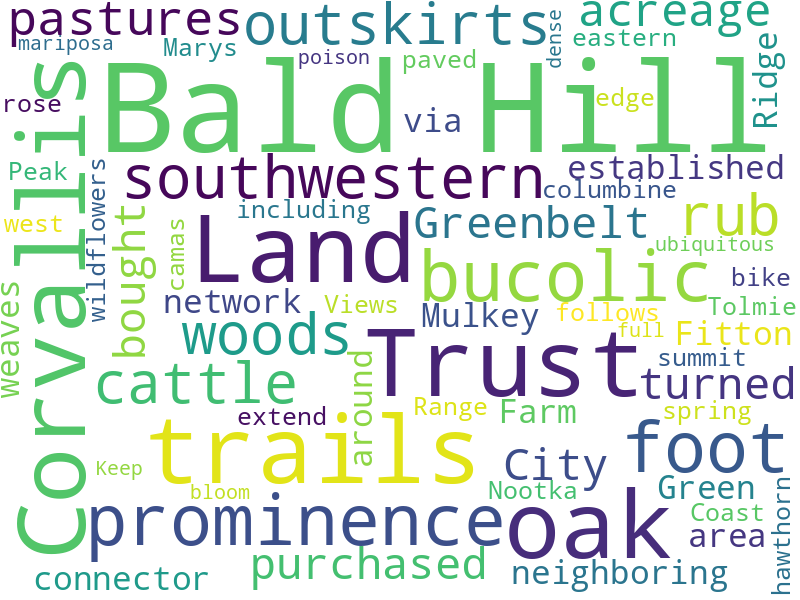 pastures
outskirts
acreage
mariposa
Marys
poison
paved
dense
eastern
Ridge
Bald Hill
rose
via
edge
Corvallis
Peak
wildflowers
southwestern
established
columbine
west
camas
including
Land
Greenbelt
rub
ubiquitous
bought
bucolic
bike
weaves
network
Views
Mulkey
follows
Tolmie
woods
Trust
full
Fitton
summit
cattle
around
turned
extend
Range
Farm
spring
trails
City
foot
Keep
bloom
Nootka
Green
prominence
oak
Coast
area
hawthorn
connector
purchased
neighboring